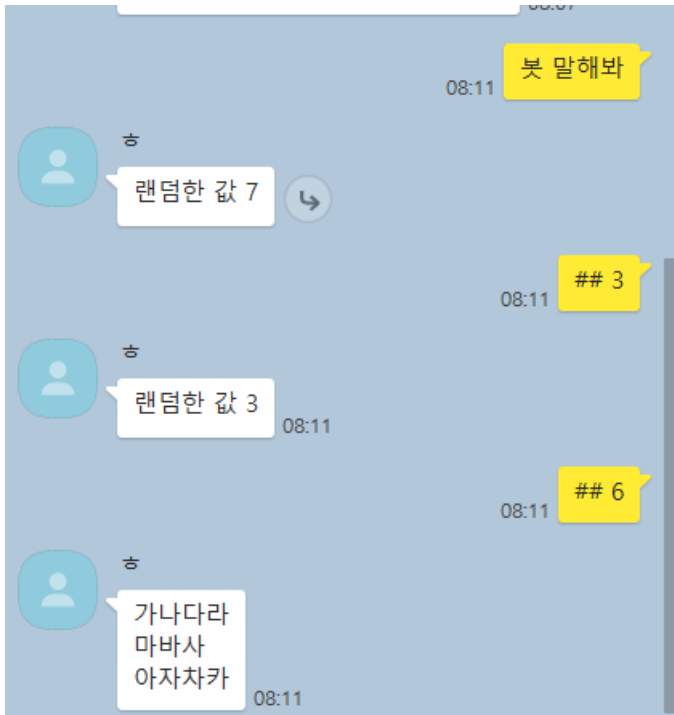 봇 말해봐
08:11
ㅎ
랜덤한 값 7
## 3
08:11
ㅎ
랜덤한 값 3
08:11
## 6
08:11
ㅎ
가나다라
마바사
아자차카
08:11